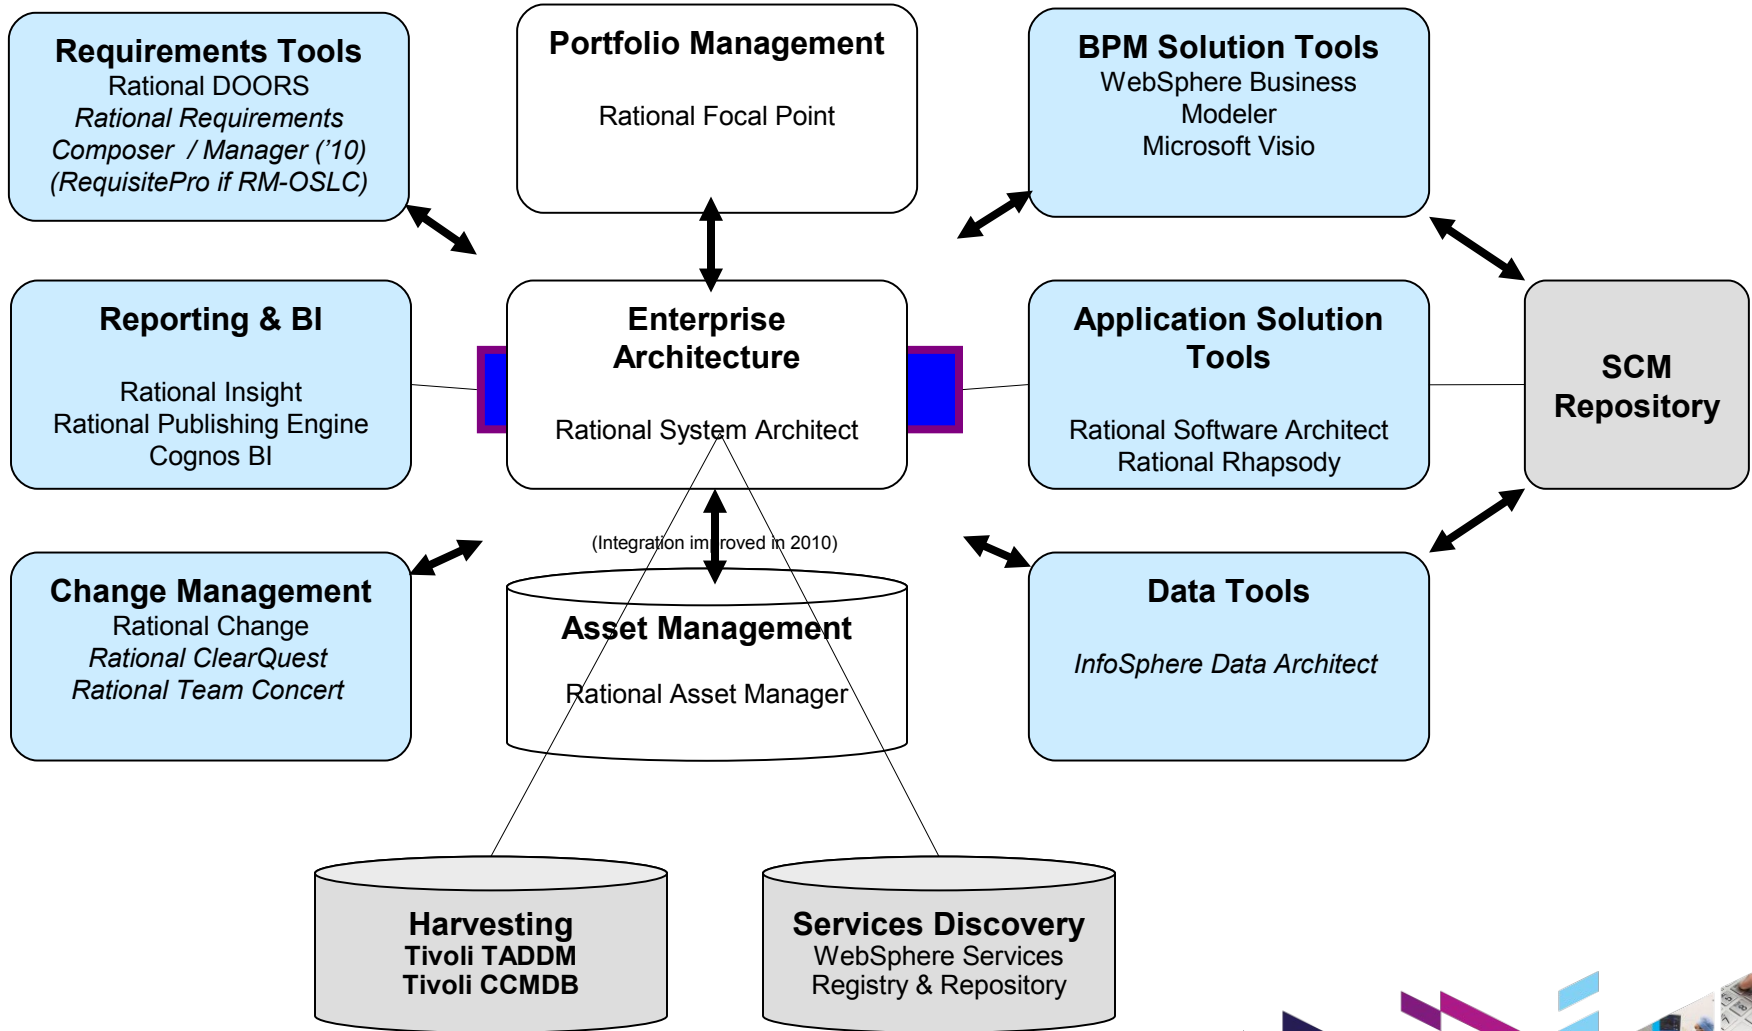 Requirements Tools
Rational DOORS
Rational Requirements
Composer / Manager ('10)
(RequisitePro if RM-OSLC)
Portfolio Management
Rational Focal Point
BPM Solution Tools
WebSphere Business
Modeler
Microsoft Visio
Reporting & BI
Rational Insight
Rational Publishing Engine
Cognos BI
Enterprise
Architecture
Rational System Architect
Application Solution
Tools
Rational Software Architect
Rational Rhapsody
SCM
Repository
(Integration improved in 2010)
Change Management
Rational Change
Rational ClearQuest
Rational Team Concert
Asset Management
Rational Asset Manager
Data Tools
InfoSphere Data Architect
Harvesting
Tivoli TADDM
Tivoli CCMDB
Services Discovery
WebSphere Services
Registry & Repository